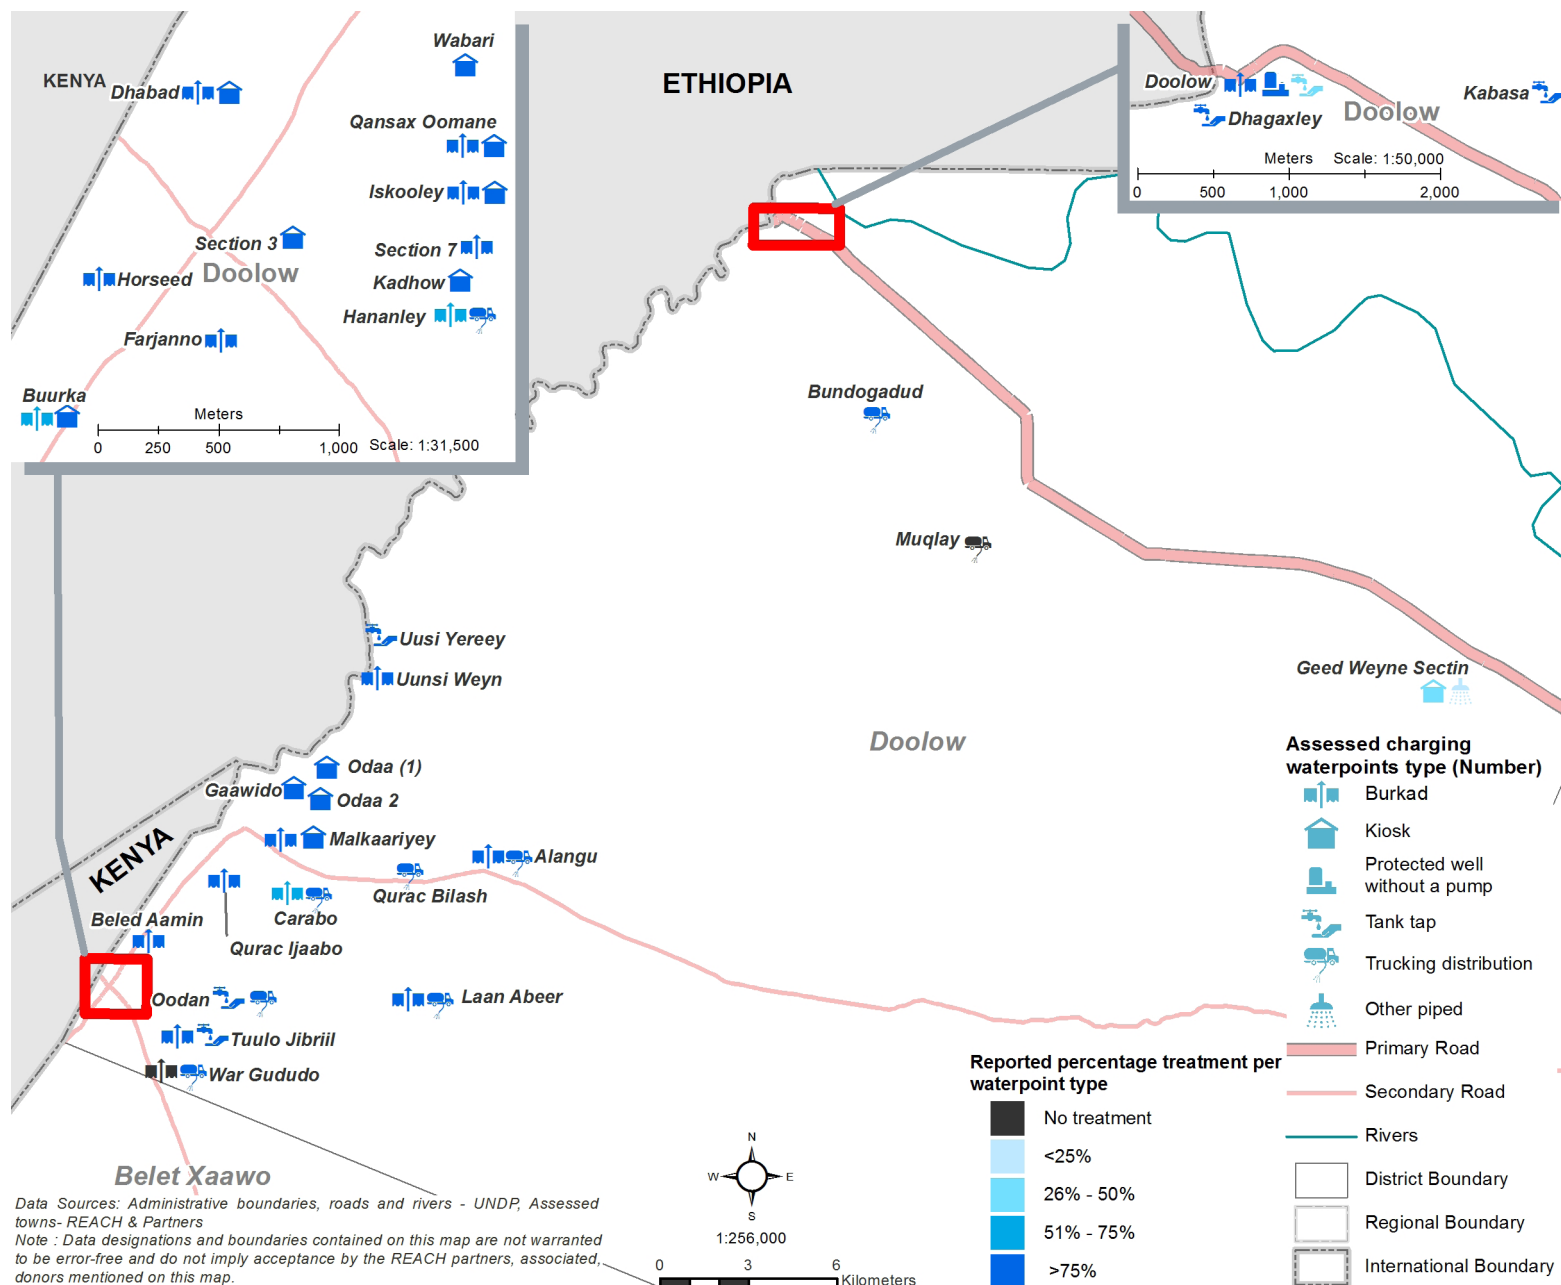 KENYA
Dhabad
Wabari
Qansax Oomane
Iskooley
Section 3
Section 7
Horseed
Doolow
Kadhow
Hananley
Farjanno
Buurka
Meters
0 250 500 1,000
Scale: 1:31,500
ETHIOPIA
Doolow
Dhagaxley
Doolow
Kabasa
Meters Scale: 1:50,000
0 500 1,000 2,000
Bundogadud
Muqlay
Uusi Yereey
Uunsi Weyn
Geed Weyne Sectin
Doolow
Odaa (1)
Gaawido
Odaa 2
KENYA
Malkaariyey
Alangu
Qurac Bilash
Carabo
Beled Aamin
Qurac Ijaabo
Oodan
Laan Abeer
Tuulo Jibriil
War Gududo
Belet Xaawo
Assessed charging
waterpoints type (Number)
Burkad
Kiosk
Protected well
without a pump
Tank tap
Trucking distribution
Other piped
Primary Road
Secondary Road
Rivers
District Boundary
Regional Boundary
International Boundary
Reported percentage treatment per
waterpoint type
No treatment
<25%
26% - 50%
51% - 75%
>75%
N
W E
S
1:256,000
0 3 6
Kilometers
Data Sources: Administrative boundaries, roads and rivers - UNDP, Assessed
towns- REACH & Partners
Note : Data designations and boundaries contained on this map are not warranted
to be error-free and do not imply acceptance by the REACH partners, associated,
donors mentioned on this map.